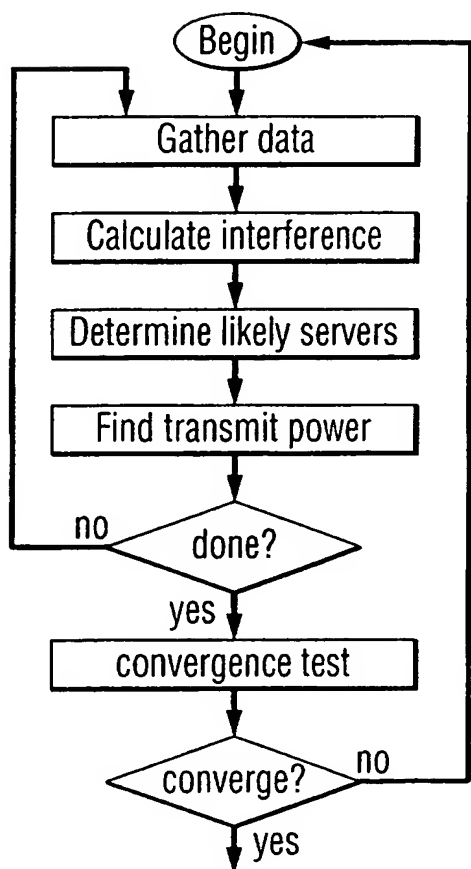 Begin
Gather data
Calculate interference
Determine likely servers
Find transmit power
no
done?
yes
convergence test
converge?
no
yes